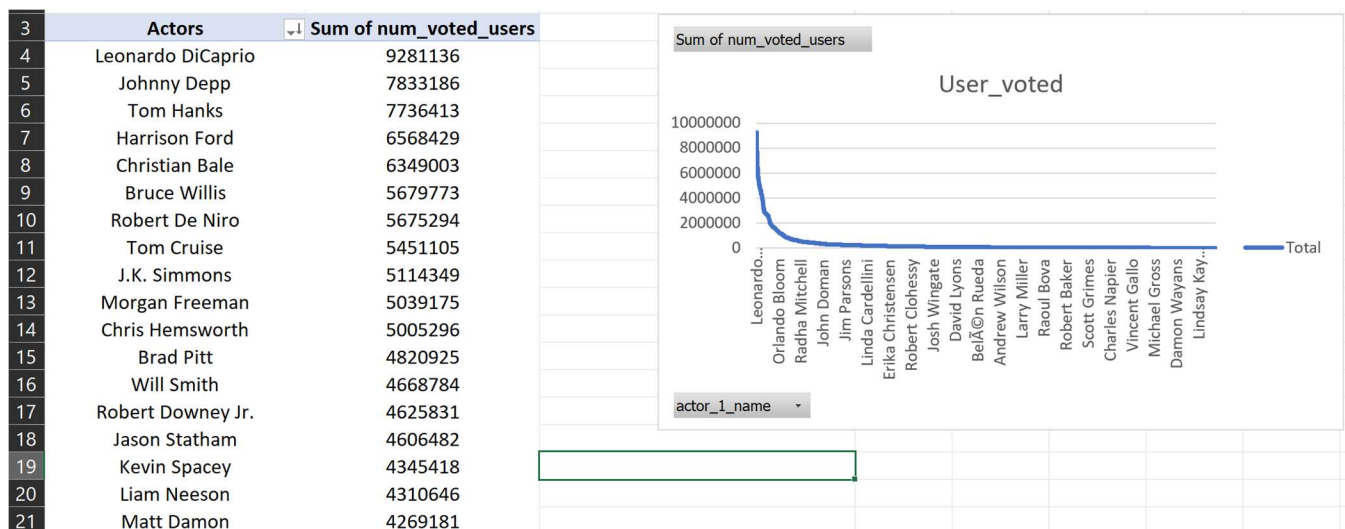 3 Actors Sum of num_voted_users
4 Leonardo DiCaprio 9281136
5 Johnny Depp 7833186
6 Tom Hanks 7736413
7 Harrison Ford 6568429
8 Christian Bale 6349003
9 Bruce Willis 5679773
10 Robert De Niro 5675294
11 Tom Cruise 5451105
12 J.K. Simmons 5114349
13 Morgan Freeman 5039175
14 Chris Hemsworth 5005296
15 Brad Pitt 4820925
16 Will Smith 4668784
17 Robert Downey Jr. 4625831
18 Jason Statham 4606482
19 Kevin Spacey 4345418
20 Liam Neeson 4310646
21 Matt Damon 4269181
Sum of num_voted_users
User_voted
10000000
8000000
6000000
4000000
2000000
0
Total
Leonardo...
Orlando Bloom
Radha Mitchell
John Doman
Jim Parsons
Linda Cardellini
Erika Christensen
Robert Clohessy
Josh Wingate
David Lyons
BelÃ©n Rueda
Andrew Wilson
Larry Miller
Raoul Bova
Robert Baker
Scott Grimes
Charles Napier
Vincent Gallo
Michael Gross
Damon Wayans
Lindsay Kay...
actor_1_name